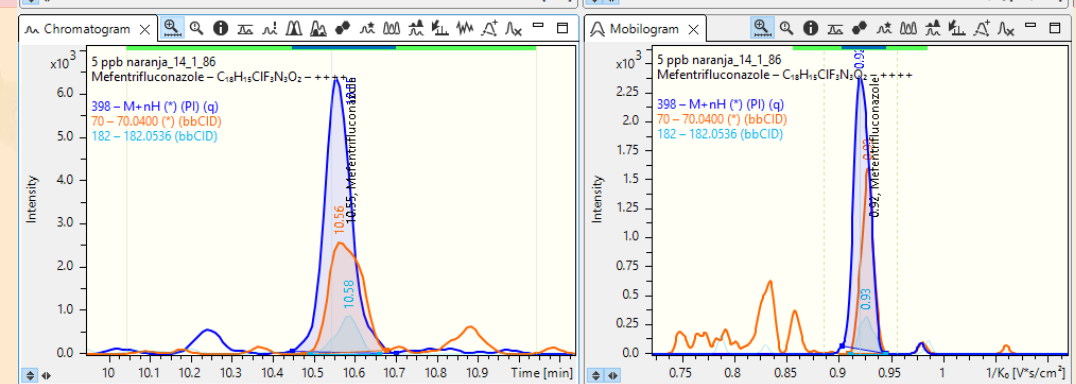 Chromatogram
5 ppb naranja_14_1_86
Mefentrifluconazole – C₁₈H₁₅ClF₃N₃O₂ – ++++
398 – M+nH (*) (PI) (q)
70 – 70.0400 (*) (bbCID)
182 – 182.0536 (bbCID)
x10³
6.0
5.0
4.0
3.0
2.0
1.0
0.0
Intensity
10.56
10.55, Mefentrifluconazole
10.58
10 10.1 10.2 10.3 10.4 10.5 10.6 10.7 10.8 10.9 Time [min]
Mobilogram
5 ppb naranja_14_1_86
Mefentrifluconazole – C₁₈H₁₅ClF₃N₃O₂ – ++++
398 – M+nH (*) (PI) (q)
70 – 70.0400 (*) (bbCID)
182 – 182.0536 (bbCID)
x10³
2.25
2.0
1.75
1.5
1.25
1.0
0.75
0.5
0.25
0.0
Intensity
0.92
0.92, Mefentrifluconazole
0.93
0.75 0.8 0.85 0.9 0.95 1 1.05 1/K₀ [V*s/cm²]